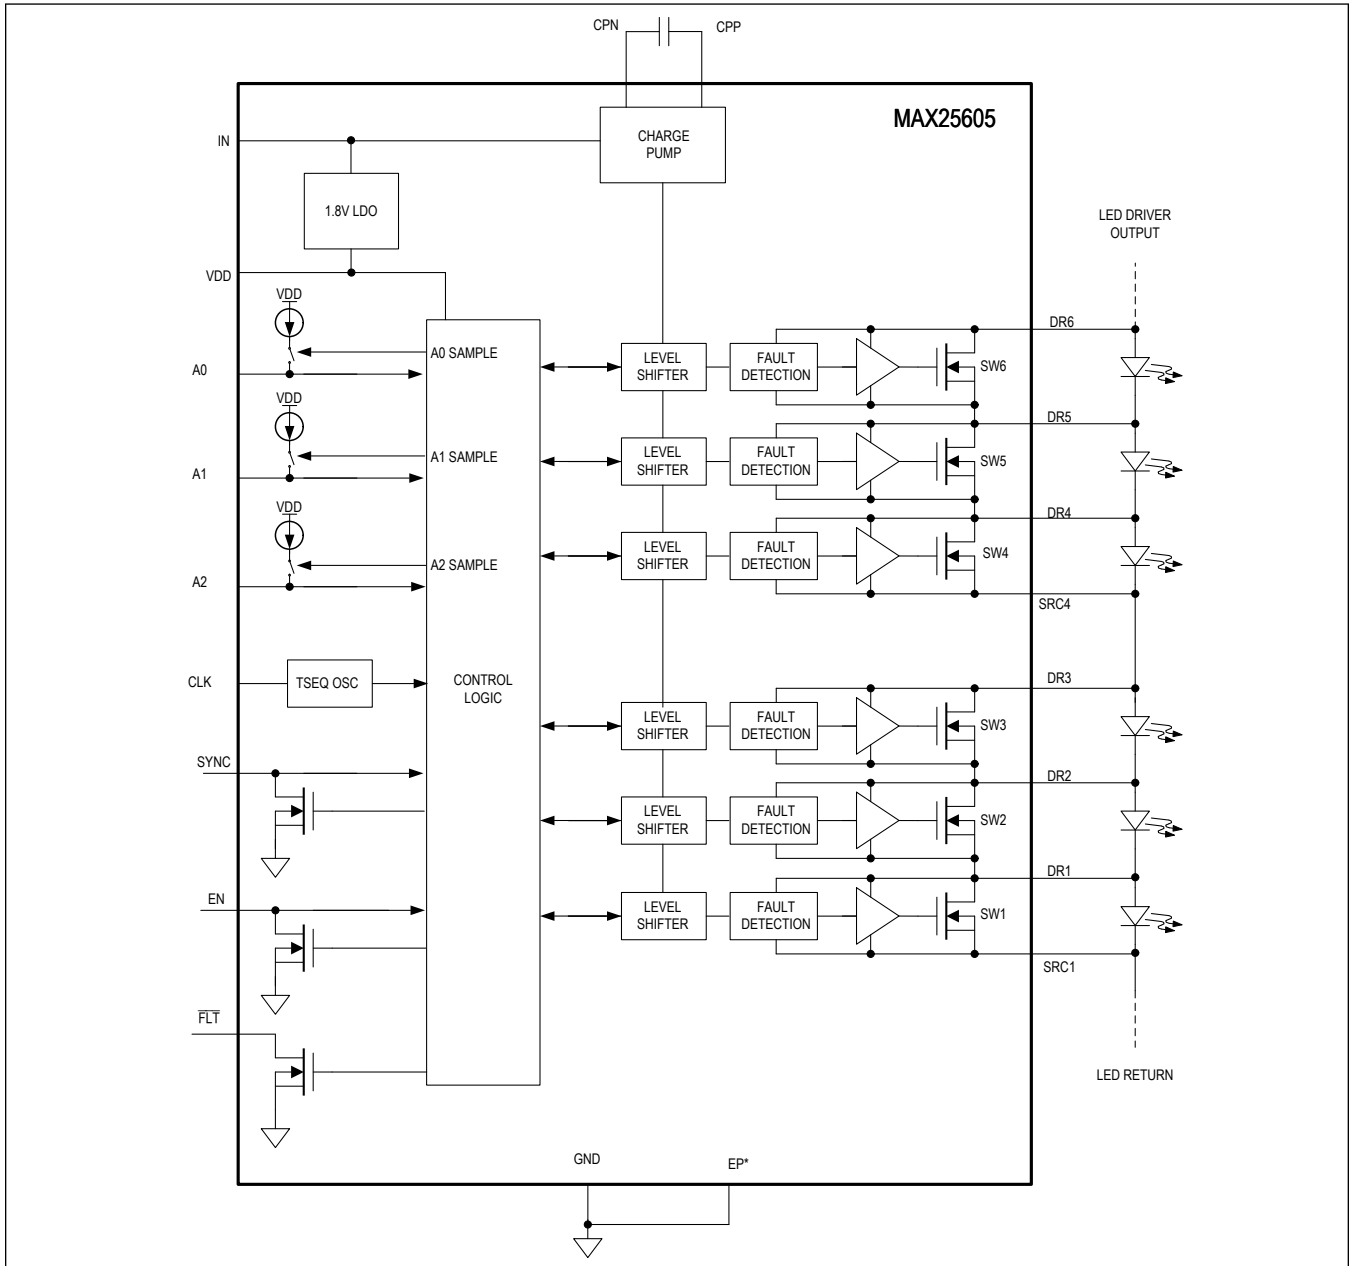 CPN
CPP
MAX25605
IN
CHARGE
PUMP
1.8V LDO
LED DRIVER
OUTPUT
VDD
VDD
DR6
A0 SAMPLE
A0
LEVEL
SHIFTER
FAULT
DETECTION
SW6
VDD
DR5
A1 SAMPLE
A1
LEVEL
SHIFTER
FAULT
DETECTION
SW5
VDD
DR4
A2 SAMPLE
A2
LEVEL
SHIFTER
FAULT
DETECTION
SW4
SRC4
CLK
TSEQ OSC
CONTROL
LOGIC
DR3
LEVEL
SHIFTER
FAULT
DETECTION
SW3
SYNC
DR2
LEVEL
SHIFTER
FAULT
DETECTION
SW2
DR1
EN
LEVEL
SHIFTER
FAULT
DETECTION
SW1
SRC1
FLT
LED RETURN
GND
EP*